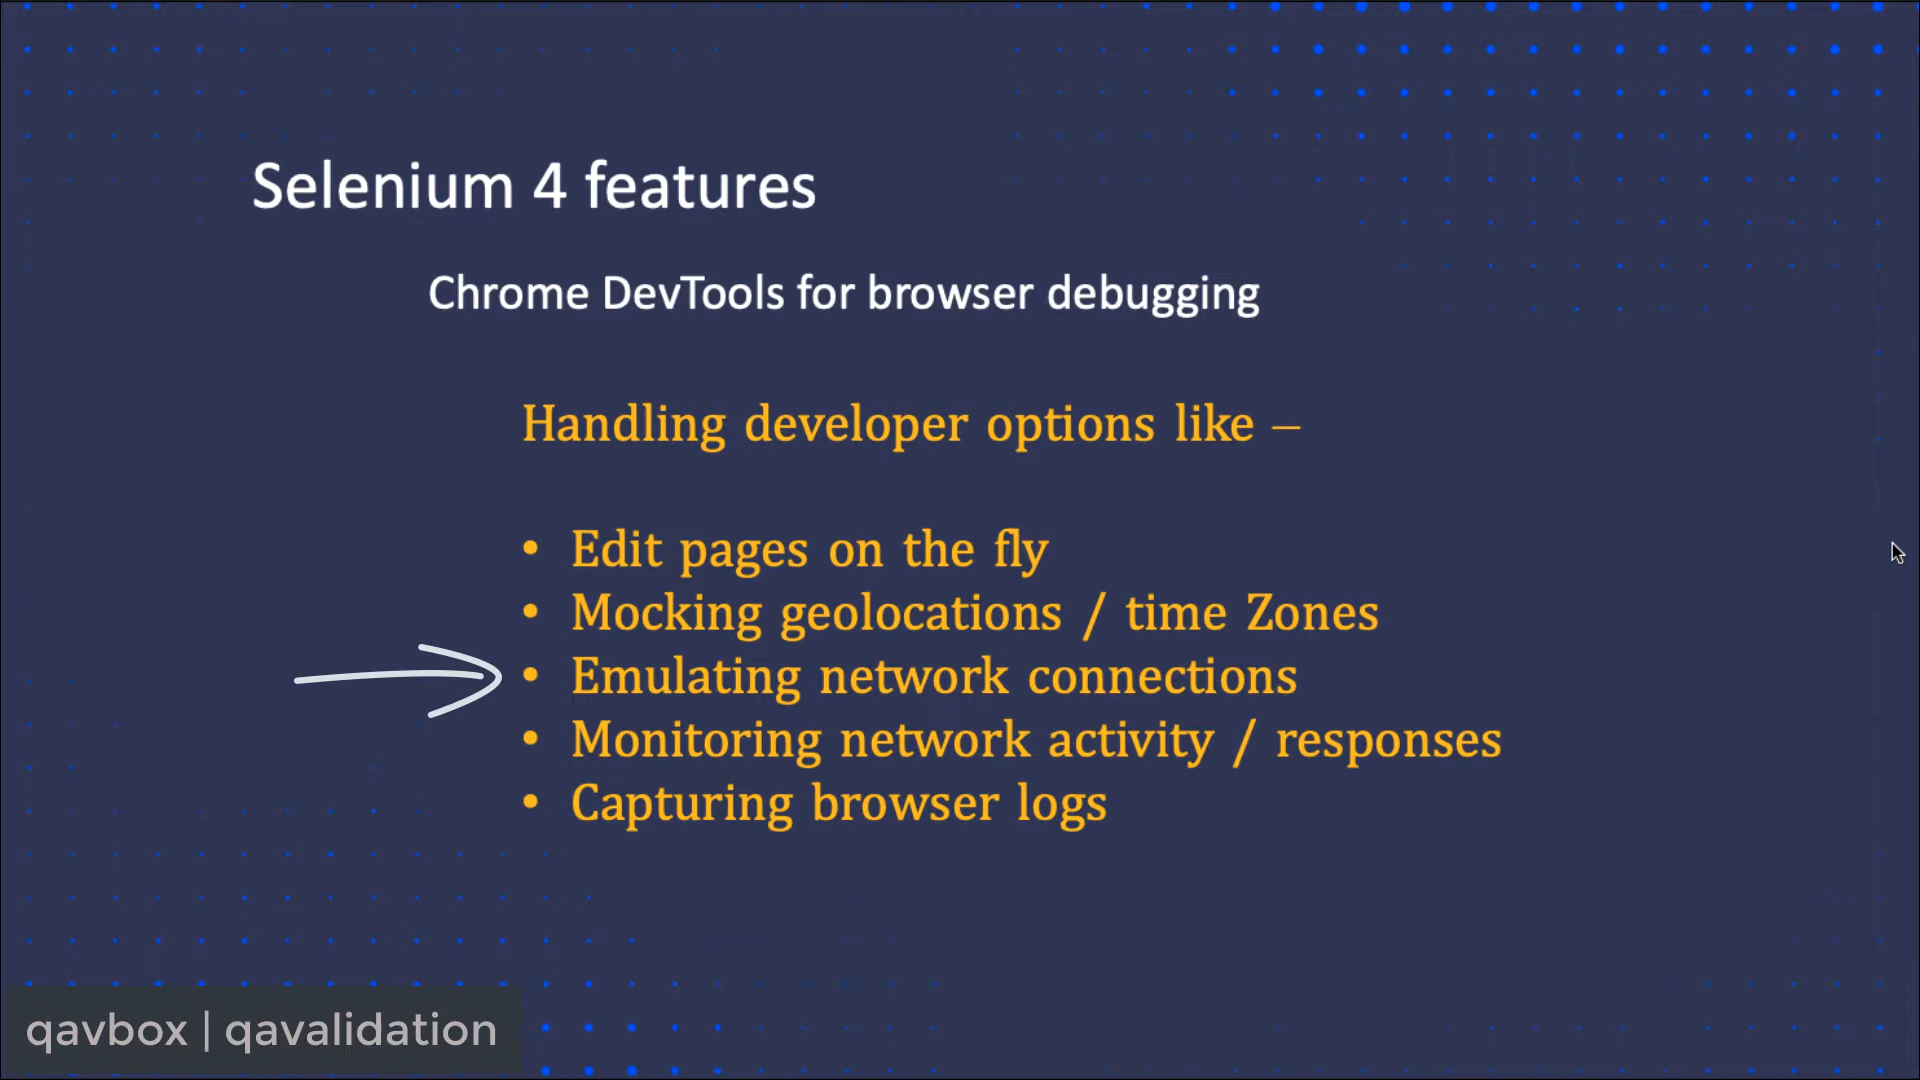 Selenium 4 features
Chrome DevTools for browser debugging
Handling developer options like –
• Edit pages on the fly
• Mocking geolocations / time Zones
• Emulating network connections
• Monitoring network activity / responses
• Capturing browser logs
qavbox | qavalidation